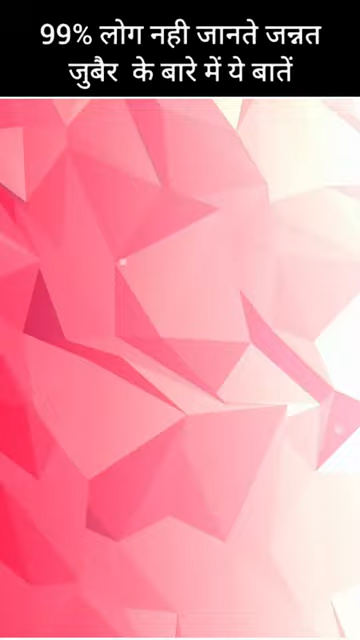 99% लोग नही जानते जन्नत
जुबैर के बारे में ये बातें